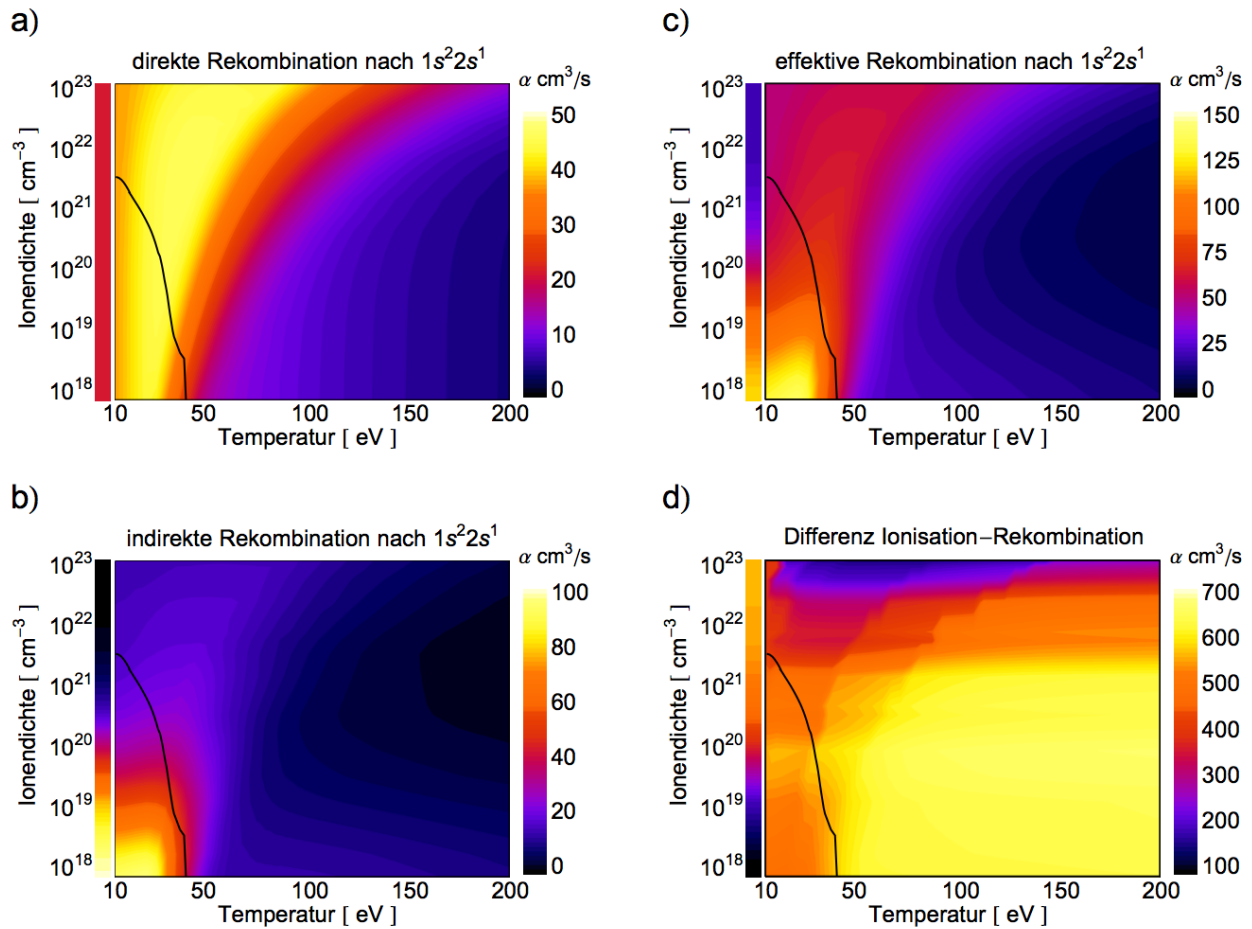 a)
direkte Rekombination nach 1s²2s¹
α cm³/s
Ionendichte [ cm⁻³ ]
10²³
10²²
10²¹
10²⁰
10¹⁹
10¹⁸
10 50 100 150 200
Temperatur [ eV ]
50
40
30
20
10
0
c)
effektive Rekombination nach 1s²2s¹
α cm³/s
Ionendichte [ cm⁻³ ]
10²³
10²²
10²¹
10²⁰
10¹⁹
10¹⁸
10 50 100 150 200
Temperatur [ eV ]
150
125
100
75
50
25
0
b)
indirekte Rekombination nach 1s²2s¹
α cm³/s
Ionendichte [ cm⁻³ ]
10²³
10²²
10²¹
10²⁰
10¹⁹
10¹⁸
10 50 100 150 200
Temperatur [ eV ]
100
80
60
40
20
0
d)
Differenz Ionisation−Rekombination
α cm³/s
Ionendichte [ cm⁻³ ]
10²³
10²²
10²¹
10²⁰
10¹⁹
10¹⁸
10 50 100 150 200
Temperatur [ eV ]
700
600
500
400
300
200
100